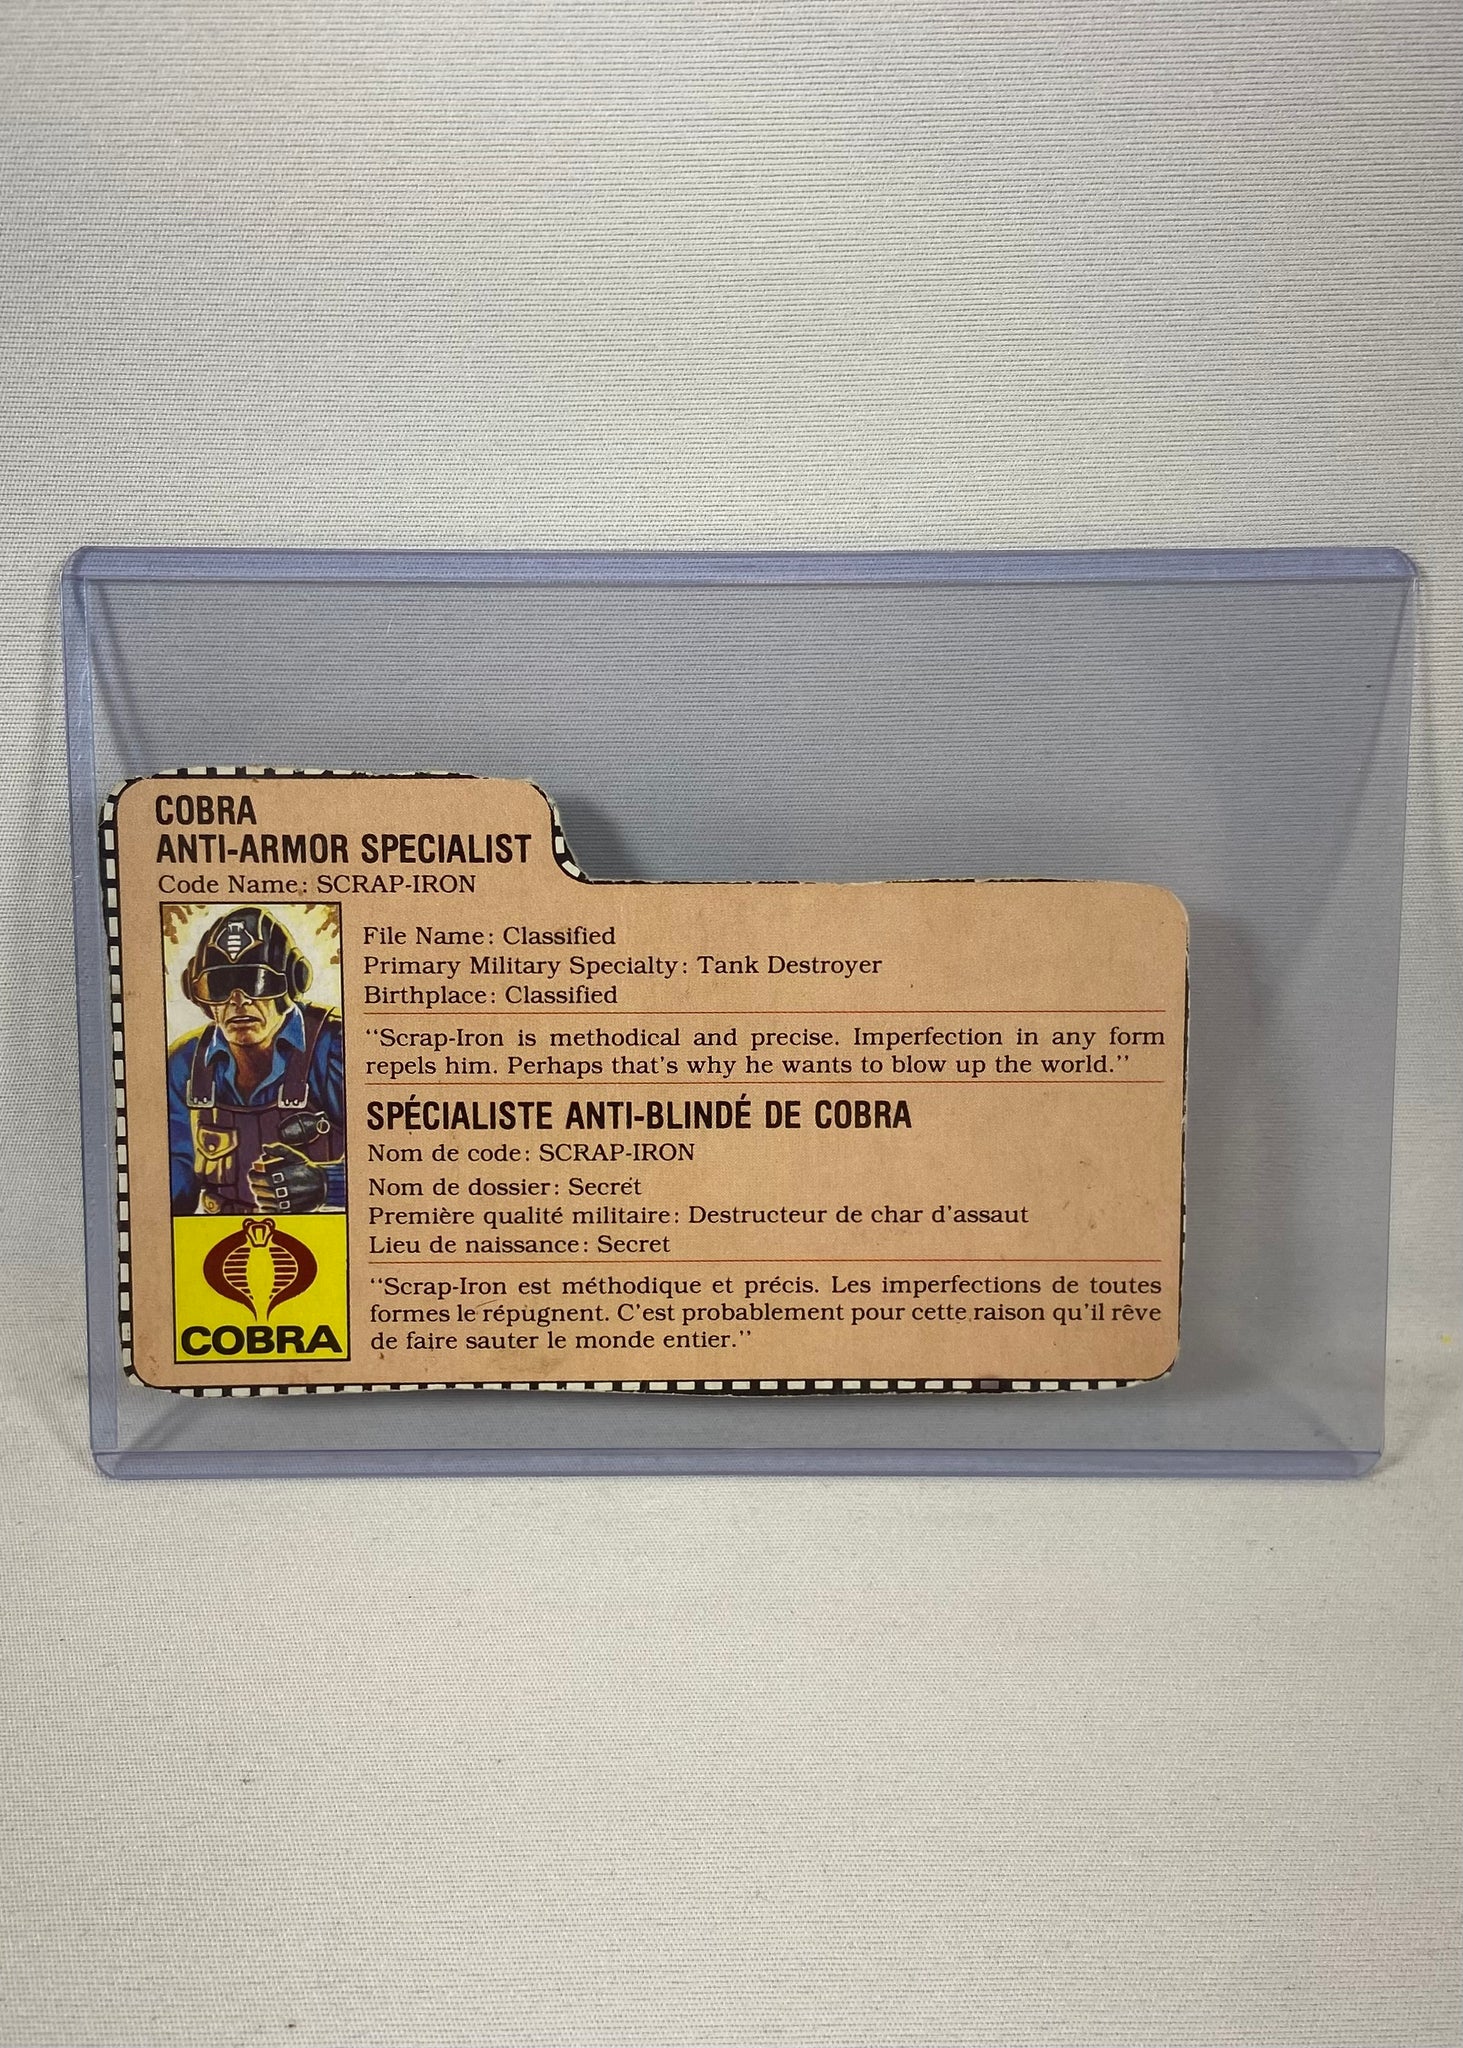 COBRA
ANTI-ARMOR SPECIALIST
Code Name: SCRAP-IRON
File Name: Classified
Primary Military Specialty: Tank Destroyer
Birthplace: Classified
‘‘Scrap-Iron is methodical and precise. Imperfection in any form
repels him. Perhaps that’s why he wants to blow up the world.’’
SPÉCIALISTE ANTI-BLINDÉ DE COBRA
Nom de code: SCRAP-IRON
Nom de dossier: Secret
Première qualité militaire: Destructeur de char d’assaut
Lieu de naissance: Secret
‘‘Scrap-Iron est méthodique et précis. Les imperfections de toutes
formes le répugnent. C’est probablement pour cette raison qu’il rêve
de faire sauter le monde entier.’’
COBRA